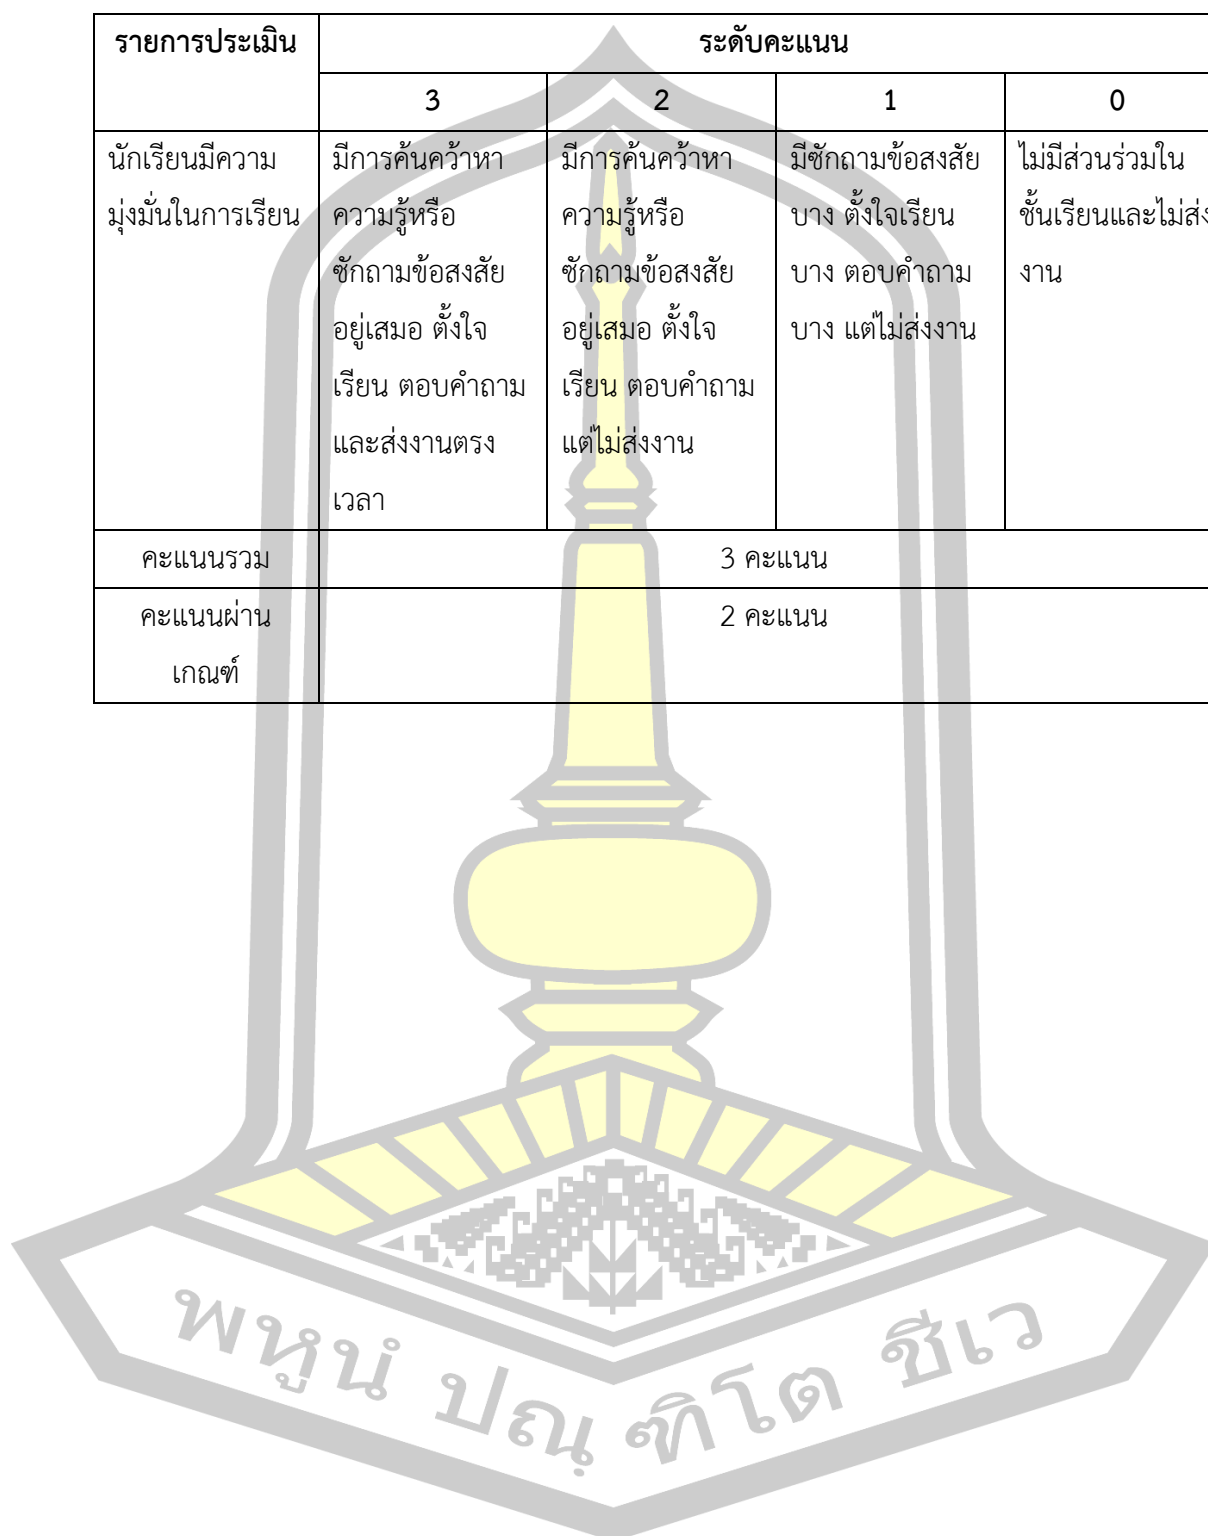 รายการประเมิน
ระดับคะแนน
3
2
1
0
นักเรียนมีความ
มุ่งมั่นในการเรียน
มีการค้นคว้าหา
ความรู้หรือ
ซักถามข้อสงสัย
อยู่เสมอ ตั้งใจ
เรียน ตอบคำถาม
และส่งงานตรง
เวลา
มีการค้นคว้าหา
ความรู้หรือ
ซักถามข้อสงสัย
อยู่เสมอ ตั้งใจ
เรียน ตอบคำถาม
แต่ไม่ส่งงาน
มีซักถามข้อสงสัย
บาง ตั้งใจเรียน
บาง ตอบคำถาม
บาง แต่ไม่ส่งงาน
ไม่มีส่วนร่วมใน
ชั้นเรียนและไม่ส่ง
งาน
คะแนนรวม
3 คะแนน
คะแนนผ่าน
เกณฑ์
2 คะแนน
พหูนํ ปณฺฑิโต ชีเว